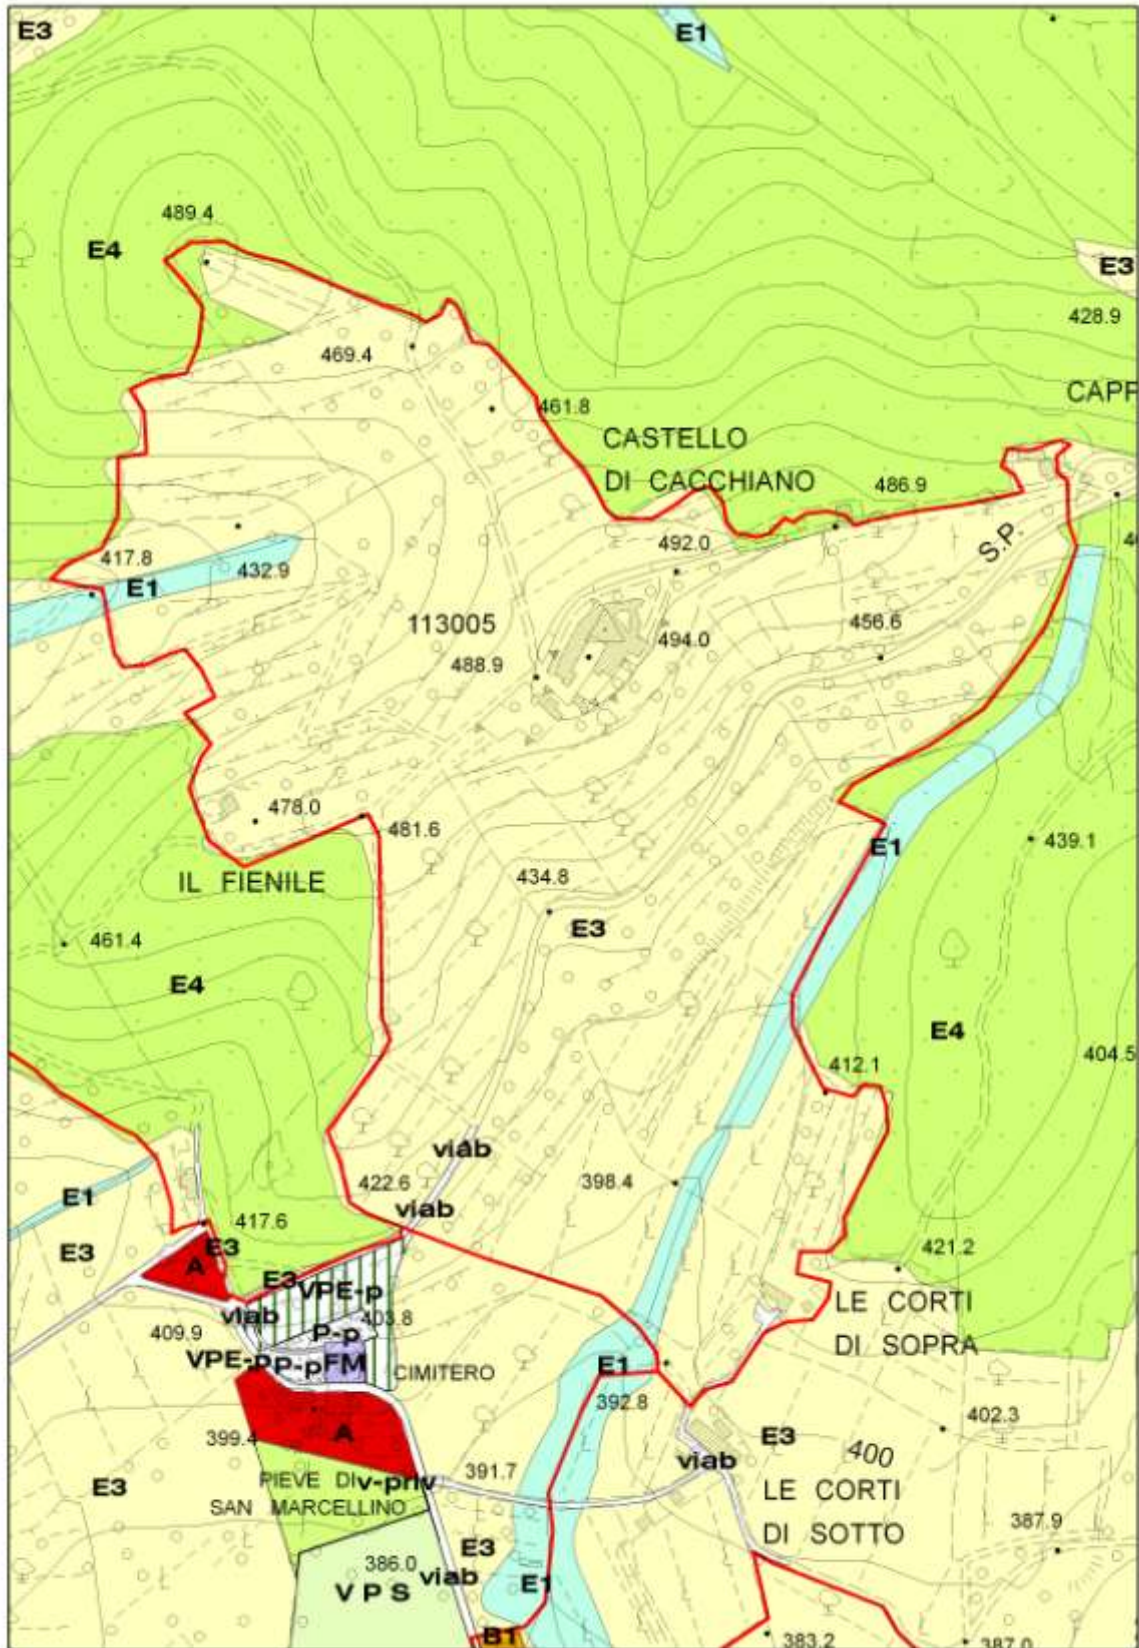 E3
E1
489.4
E4
E3
428.9
469.4
CAPF
461.8
CASTELLO
DI CACCHIANO
486.9
S.P.
492.0
417.8
E1
432.9
113005
456.6
494.0
488.9
478.0
481.6
E1
439.1
IL FIENILE
434.8
E3
461.4
E4
E4
404.5
412.1
viab
422.6
398.4
E1
viab
417.6
E3
E3
421.2
A
E3
VPE-p
LE CORTI
DI SOPRA
viab
403.8
409.9
P-p
VPE-p
p-p
FM
CIMITERO
E1
392.8
402.3
399.4
A
E3
400
viab
391.7
PIEVE DI
v-priv
E3
LE CORTI
DI SOTTO
SAN MARCELLINO
387.9
E3
386.0
viab
VPS
E1
B1
383.2
387.0